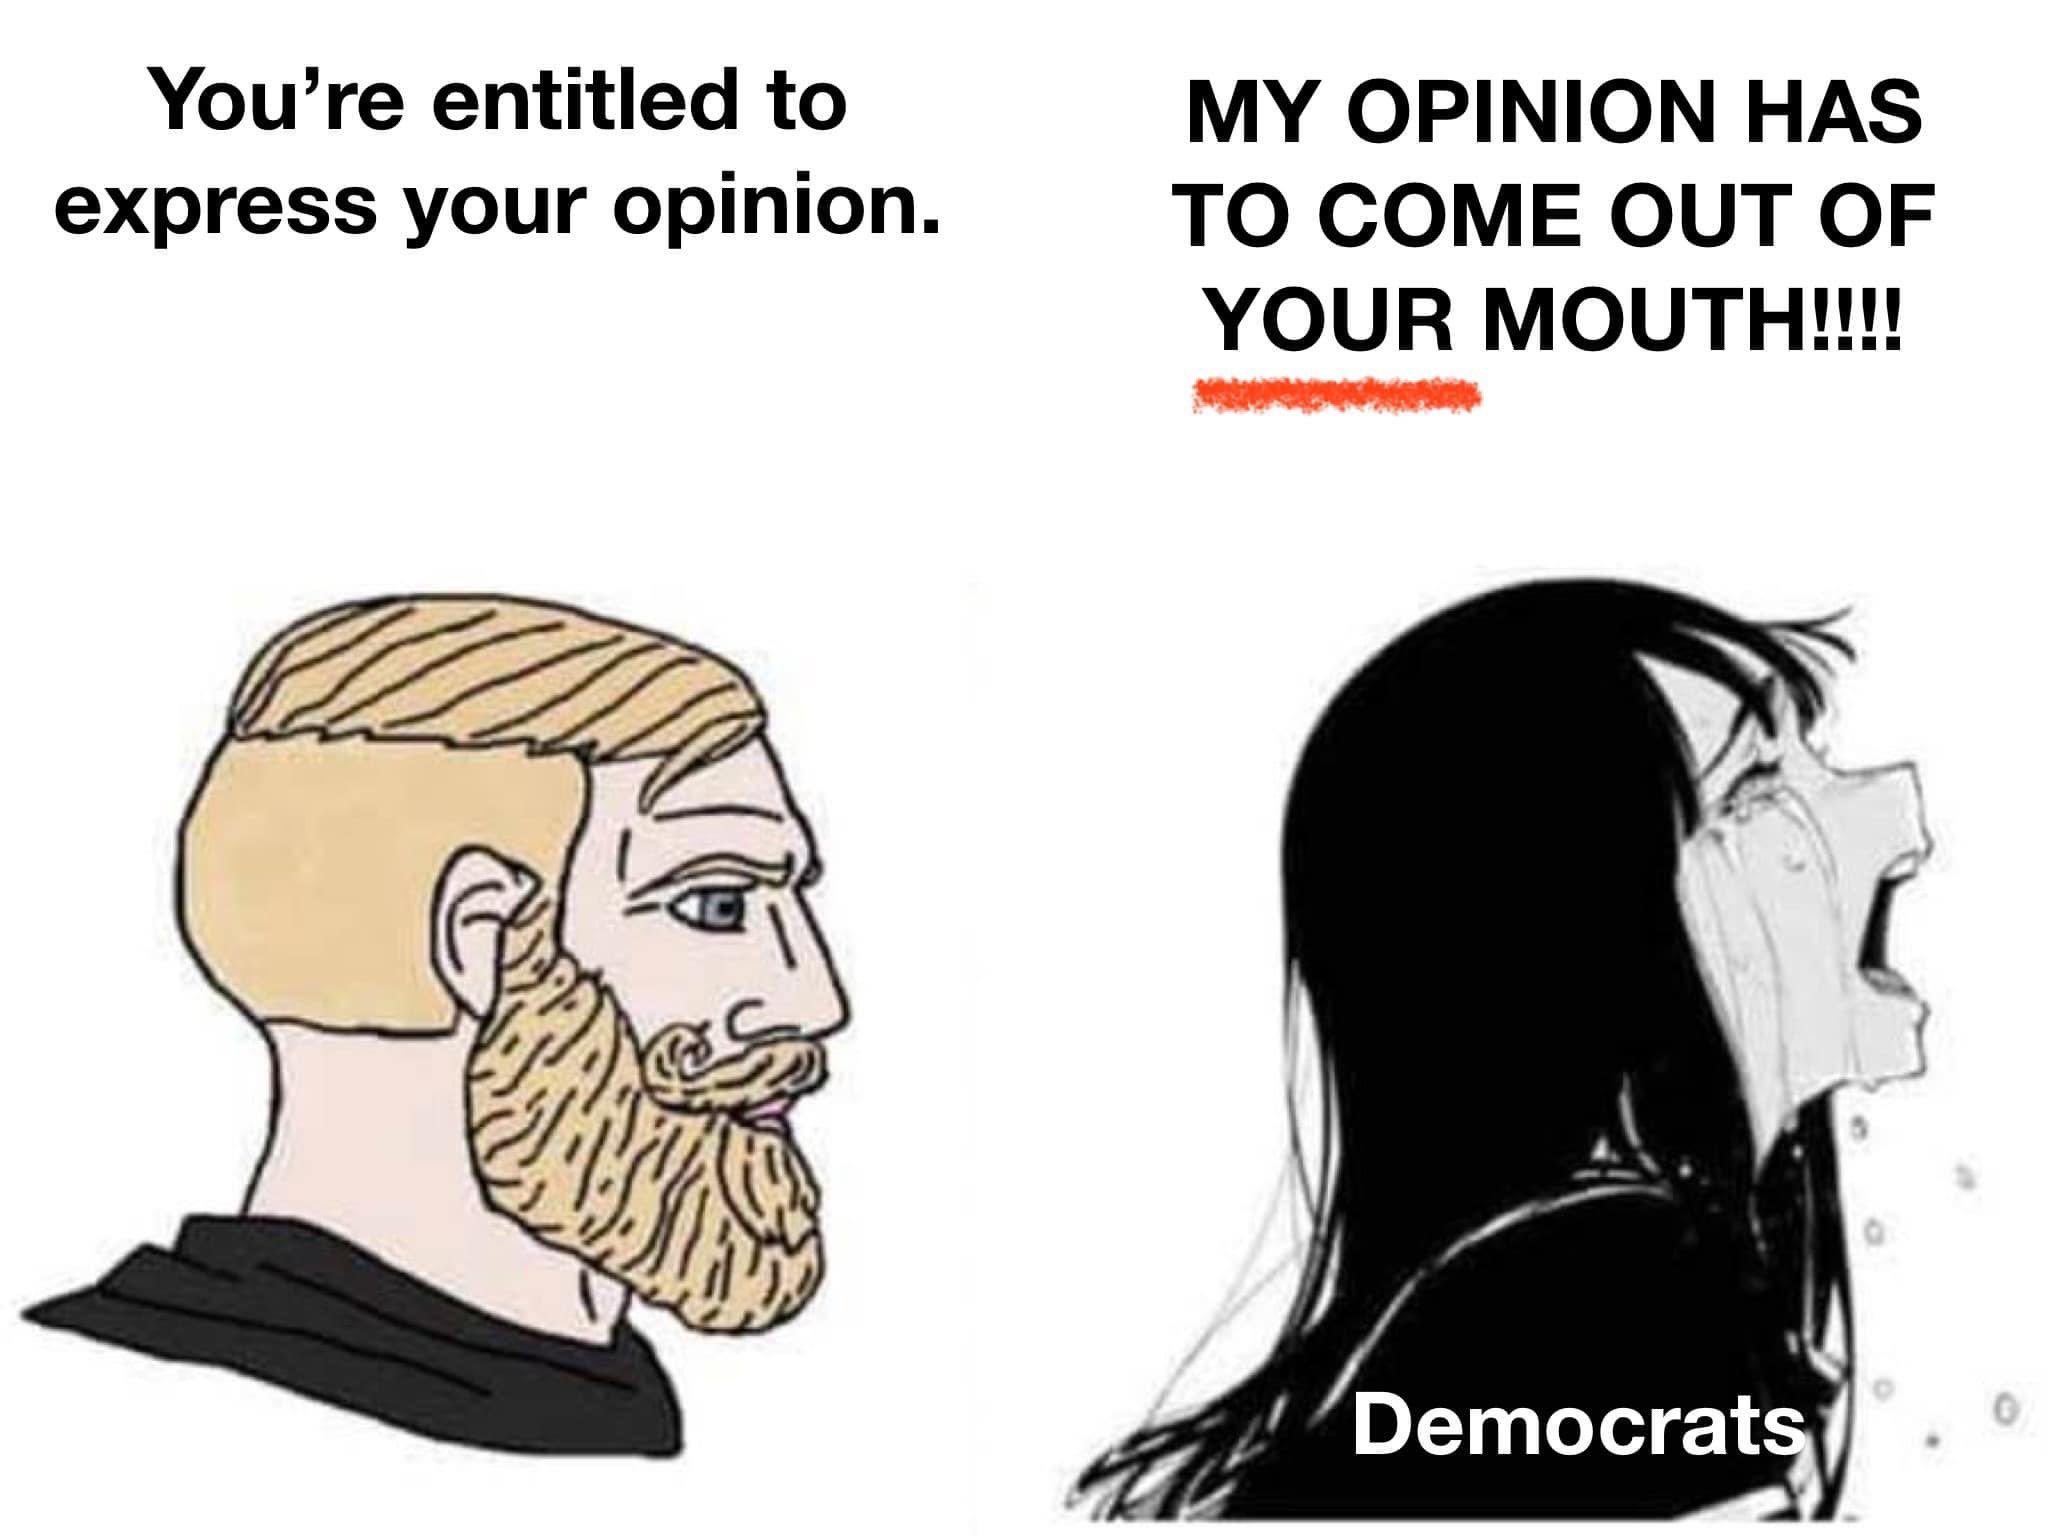 You’re entitled to
express your opinion.
MY OPINION HAS
TO COME OUT OF
YOUR MOUTH!!!!
Democrats